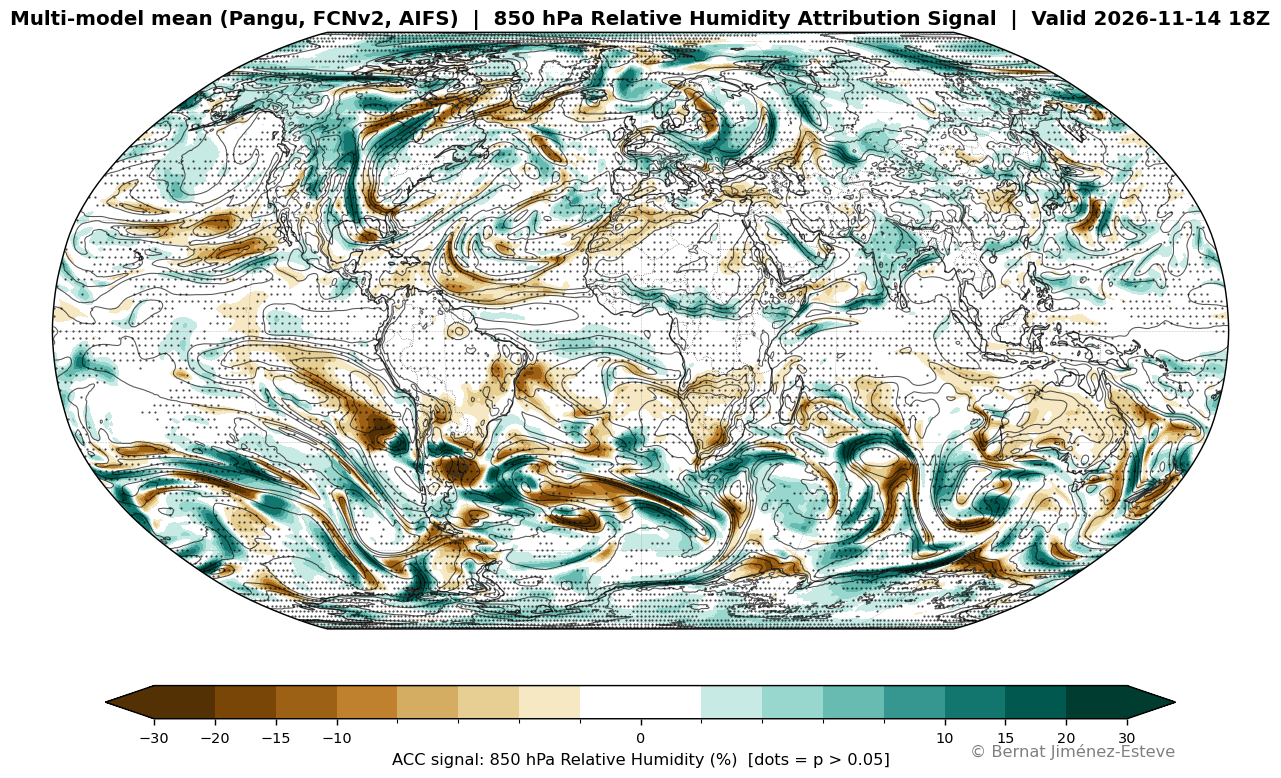 Multi-model mean (Pangu, FCNv2, AIFS)  |  850 hPa Relative Humidity Attribution Signal  |  Valid 2026-11-14 18Z
−30 −20 −15 −10 0 10 15 20 30
ACC signal: 850 hPa Relative Humidity (%)  [dots = p > 0.05]
© Bernat Jiménez-Esteve